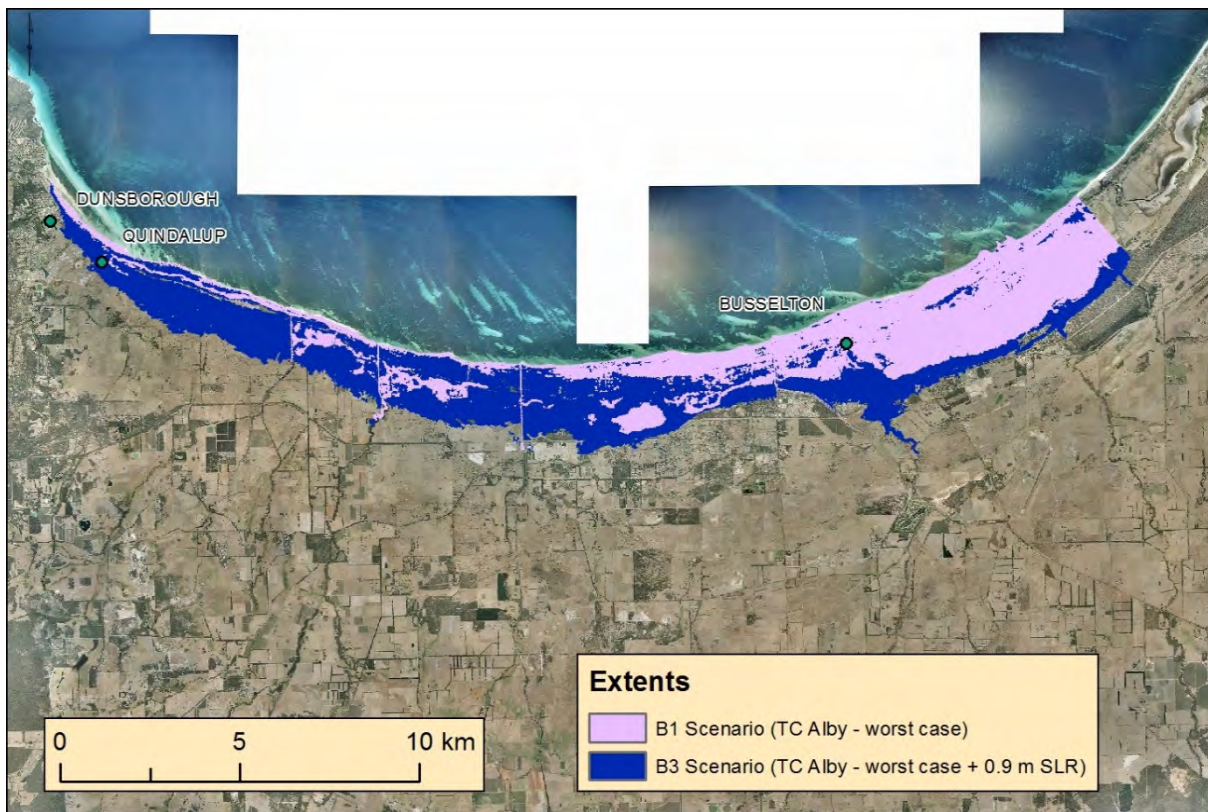 DUNSBOROUGH
QUINDALUP
BUSSELTON
Extents
B1 Scenario (TC Alby - worst case)
B3 Scenario (TC Alby - worst case + 0.9 m SLR)
0 5 10 km